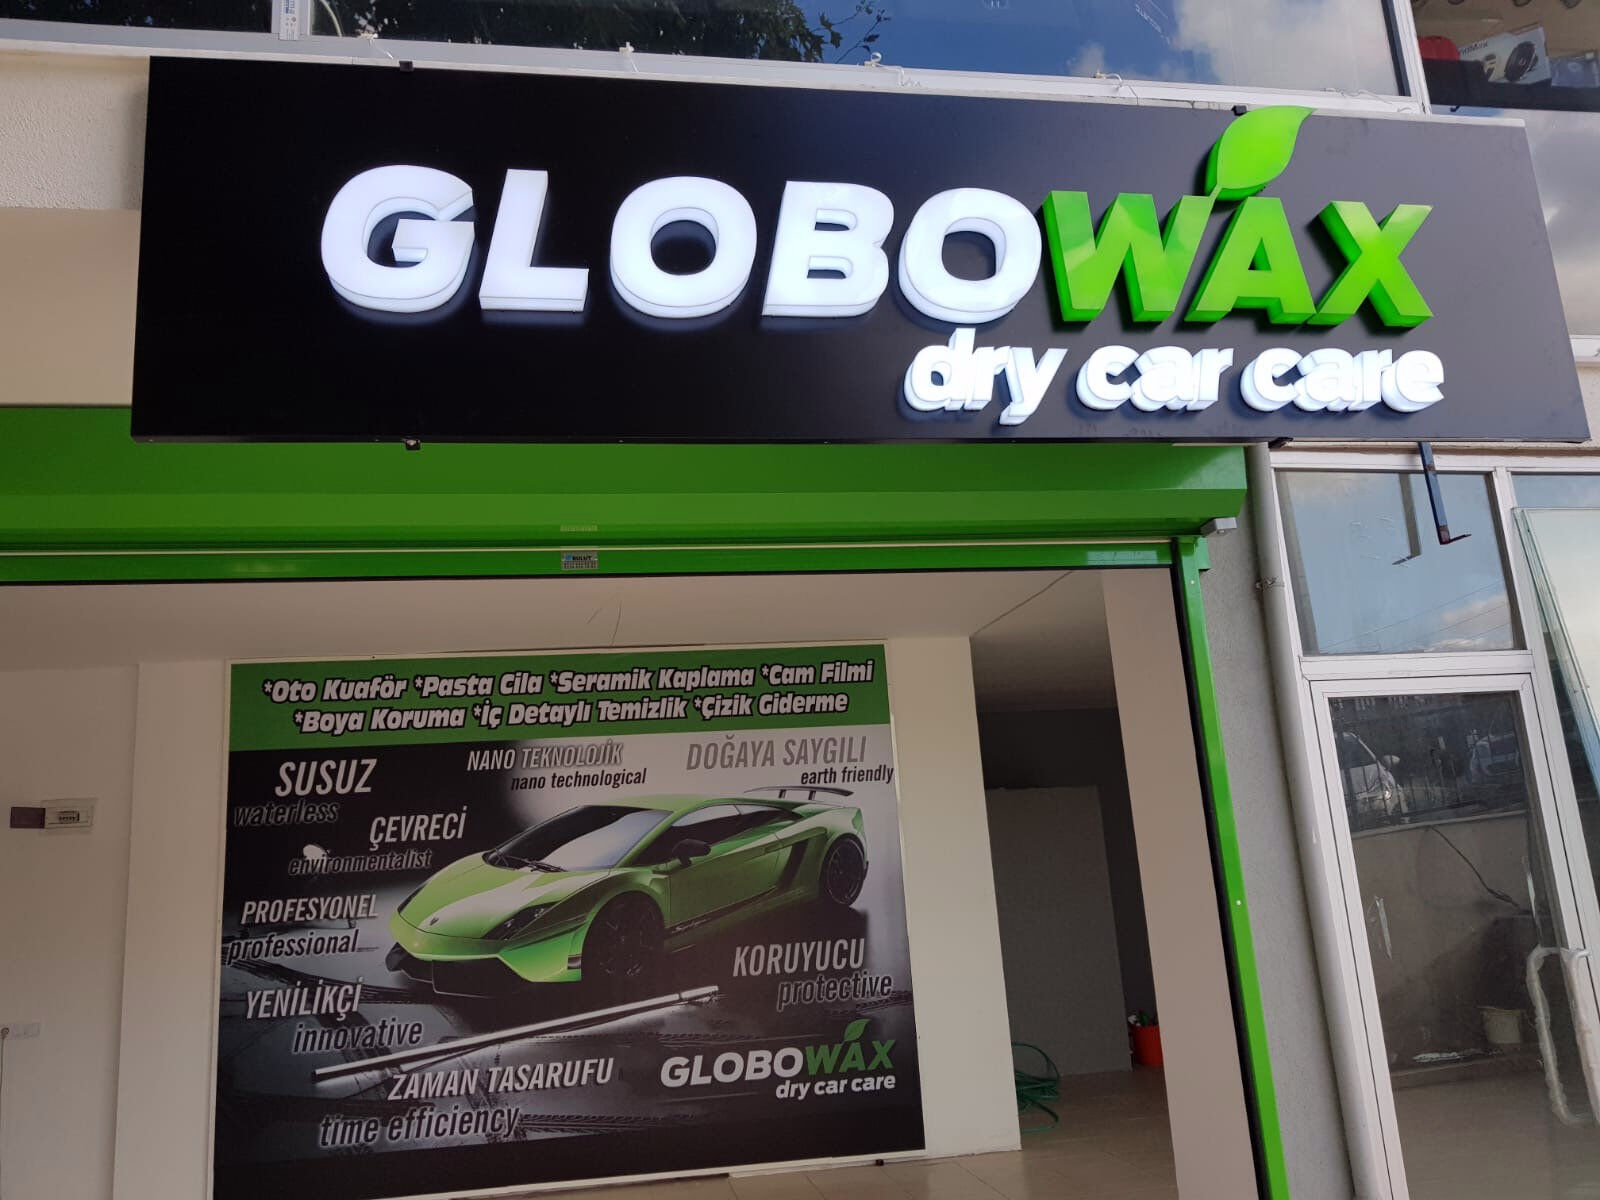 GLOBOWAX
dry car care
BULUT
*Oto Kuaför *Pasta Cila *Seramik Kaplama *Cam Filmi
*Boya Koruma *İç Detaylı Temizlik *Çizik Giderme
SUSUZ
waterless
NANO TEKNOLOJİK
nano technological
DOĞAYA SAYGILI
earth friendly
ÇEVRECİ
environmentalist
PROFESYONEL
professional
KORUYUCU
protective
YENİLİKÇİ
innovative
ZAMAN TASARUFU
time efficiency
GLOBOWAX
dry car care